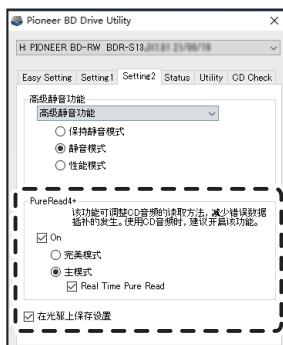 Pioneer BD Drive Utility
H: PIONEER BD-RW BDR-S13
Easy Setting Setting1 Setting2 Status Utility CD Check
高级静音功能
高级静音功能
保持静音模式
静音模式
性能模式
PureRead4+
该功能可调整CD音频的读取方法，减少错误数据
插补的发生。使用CD音频时，建议开启该功能。
On
完美模式
主模式
Real Time Pure Read
在光驱上保存设置